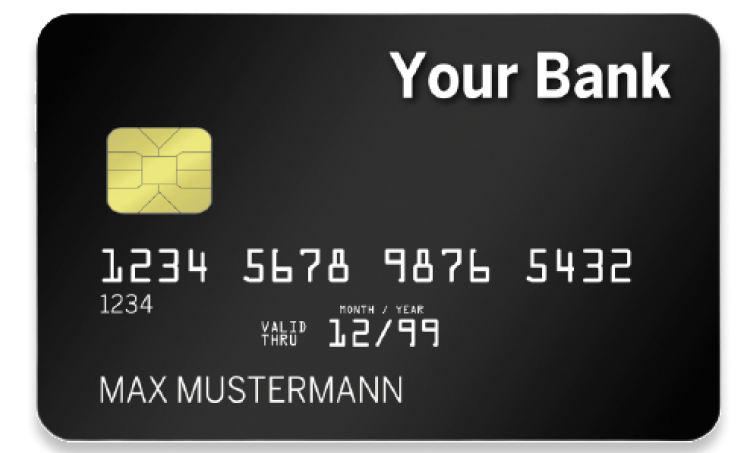 Your Bank
1234 5678 9876 5432
1234
MONTH / YEAR
VALID THRU 12/99
MAX MUSTERMANN